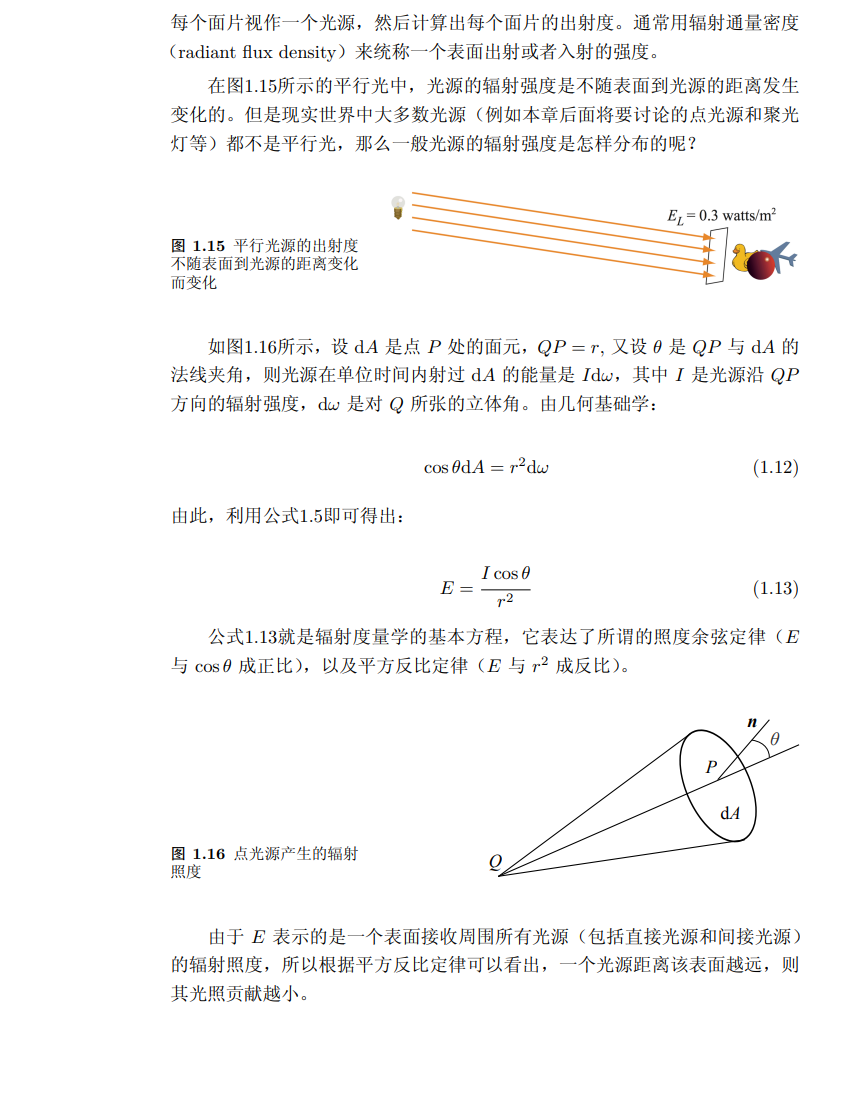 每个面片视作一个光源，然后计算出每个面片的出射度。通常用辐射通量密度
（radiant flux density）来统称一个表面出射或者入射的强度。
在图1.15所示的平行光中，光源的辐射强度是不随表面到光源的距离发生
变化的。但是现实世界中大多数光源（例如本章后面将要讨论的点光源和聚光
灯等）都不是平行光，那么一般光源的辐射强度是怎样分布的呢？
E_L = 0.3 watts/m²
图 1.15 平行光源的出射度
不随表面到光源的距离变化
而变化
如图1.16所示，设 dA 是点 P 处的面元，QP = r, 又设 θ 是 QP 与 dA 的
法线夹角，则光源在单位时间内射过 dA 的能量是 Idω，其中 I 是光源沿 QP
方向的辐射强度，dω 是对 Q 所张的立体角。由几何基础学：
cos θdA = r²dω (1.12)
由此，利用公式1.5即可得出：
E = I cos θ / r² (1.13)
公式1.13就是辐射度量学的基本方程，它表达了所谓的照度余弦定律（E
与 cos θ 成正比），以及平方反比定律（E 与 r² 成反比）。
n
θ
P
dA
Q
图 1.16 点光源产生的辐射
照度
由于 E 表示的是一个表面接收周围所有光源（包括直接光源和间接光源）
的辐射照度，所以根据平方反比定律可以看出，一个光源距离该表面越远，则
其光照贡献越小。